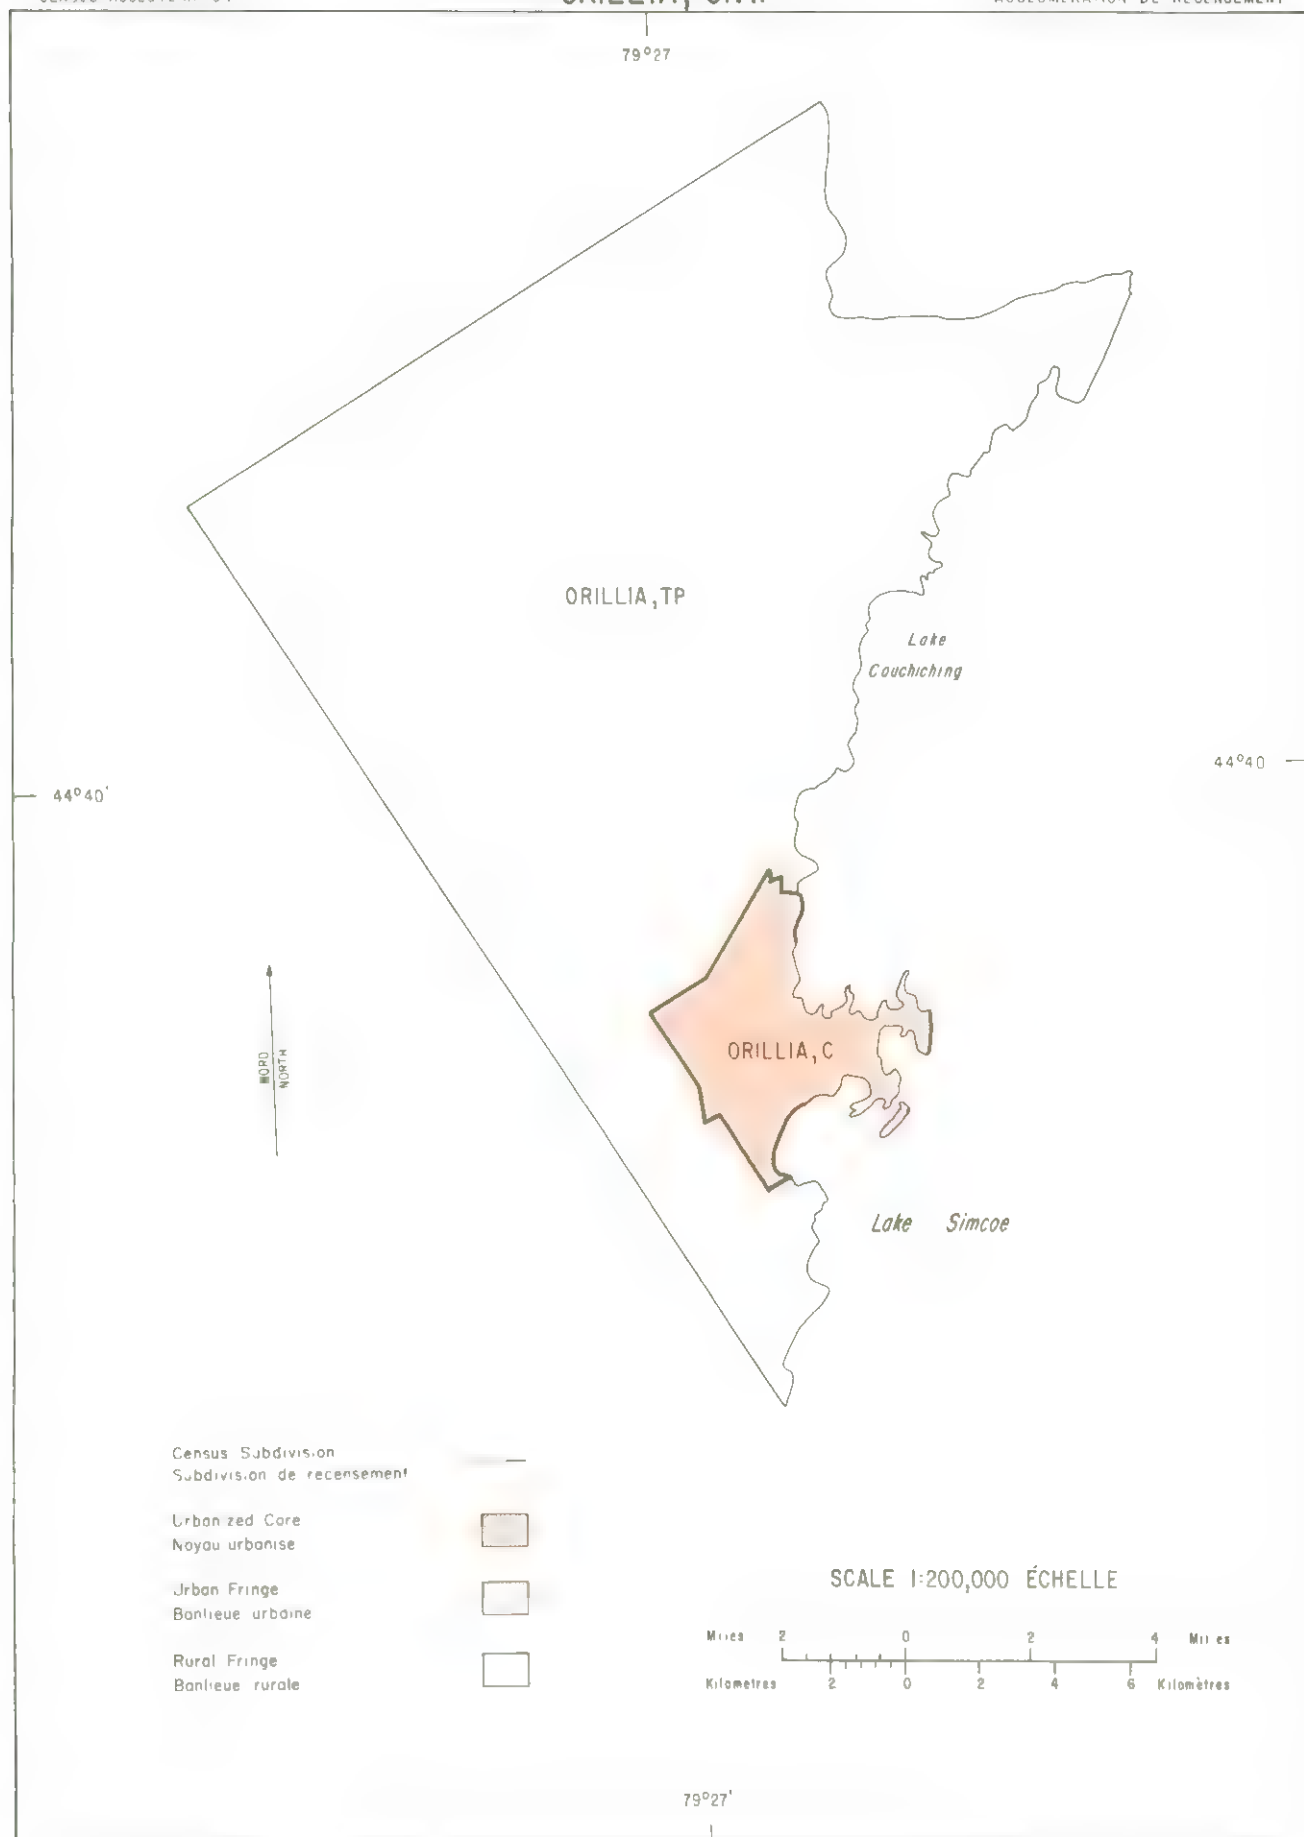 79°27
ORILLIA,TP
Lake
Couchiching
44°40
44°40'
ORILLIA,C
NORD
NORTH
Lake Simcoe
Census Subdivision
Subdivision de recensement
Urbanized Core
Noyau urbanise
Urban Fringe
Banlieue urbaine
Rural Fringe
Banlieue rurale
SCALE 1:200,000 ÉCHELLE
Miles 2 0 2 4 Miles
Kilometres 2 0 2 4 6 Kilomètres
79°27'